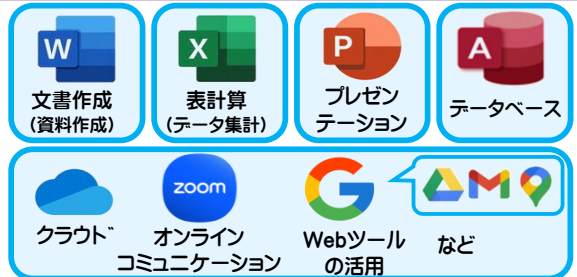 W
文書作成
(資料作成)
X
表計算
(データ集計)
P
プレゼン
テーション
A
データベース
クラウド゛
zoom
オンライン
コミュニケーション
G
Webツール
の活用
M
など